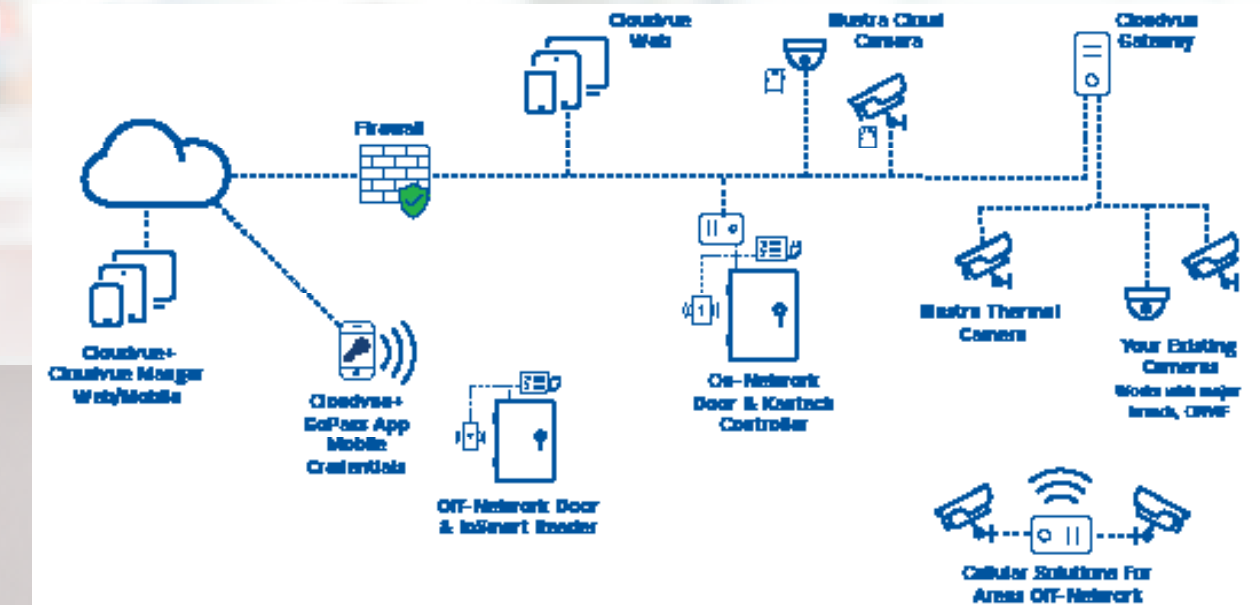 Cloudvue
Web
Illustra Cloud
Camera
Cloudvue
Gateway
Firewall
Cloudvue+
Cloudvue Manger
Web/Mobile
Cloudvue+
GoPass App
Mobile
Credentials
Off-Network Door
& IoSmart Reader
On-Network
Door & Kantech
Controller
Illustra Thermal
Camera
Your Existing
Cameras
Works with major
brands, ONVIF
Cellular Solutions For
Areas Off-Network